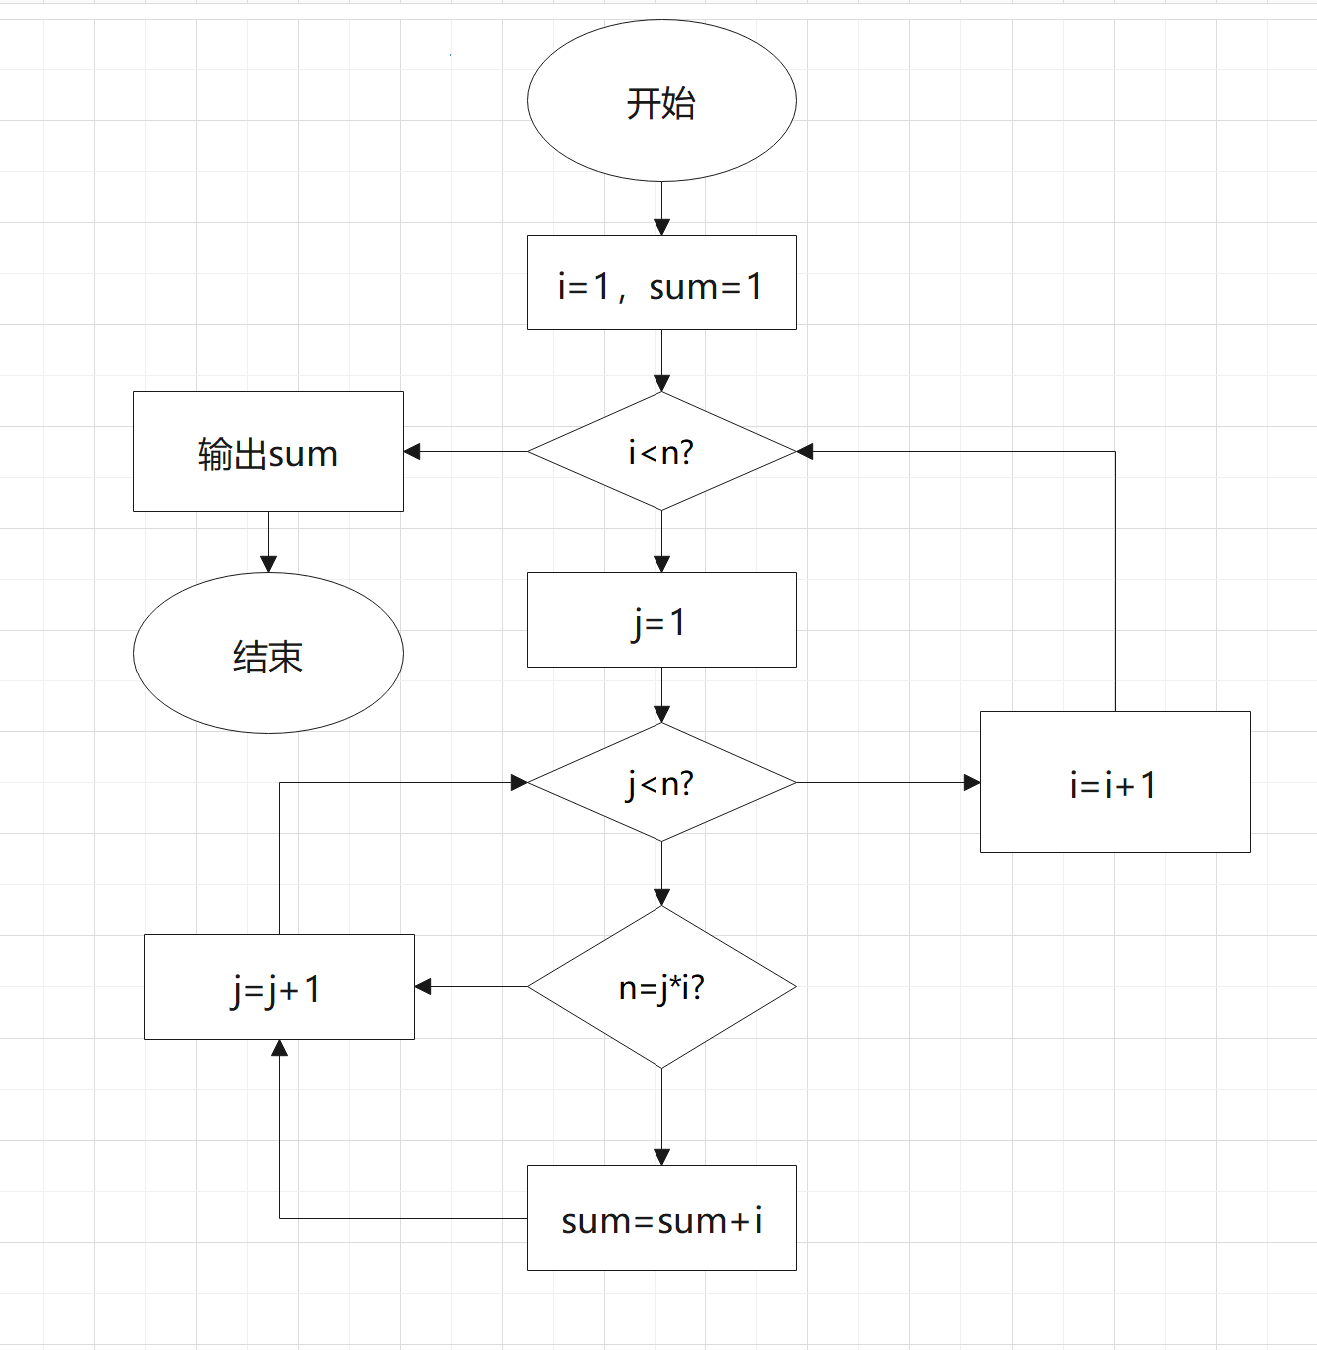 开始
i=1，sum=1
i<n?
输出sum
j=1
结束
j<n?
i=i+1
n=j*i?
j=j+1
sum=sum+i